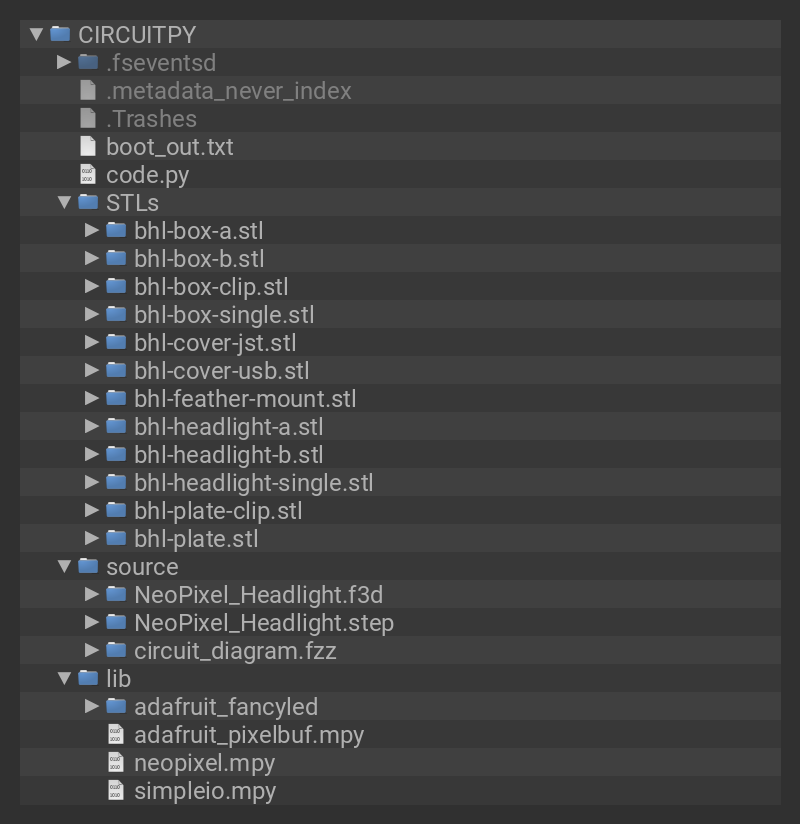 CIRCUITPY
.fseventsd
.metadata_never_index
.Trashes
boot_out.txt
code.py
STLs
bhl-box-a.stl
bhl-box-b.stl
bhl-box-clip.stl
bhl-box-single.stl
bhl-cover-jst.stl
bhl-cover-usb.stl
bhl-feather-mount.stl
bhl-headlight-a.stl
bhl-headlight-b.stl
bhl-headlight-single.stl
bhl-plate-clip.stl
bhl-plate.stl
source
NeoPixel_Headlight.f3d
NeoPixel_Headlight.step
circuit_diagram.fzz
lib
adafruit_fancyled
adafruit_pixelbuf.mpy
neopixel.mpy
simpleio.mpy